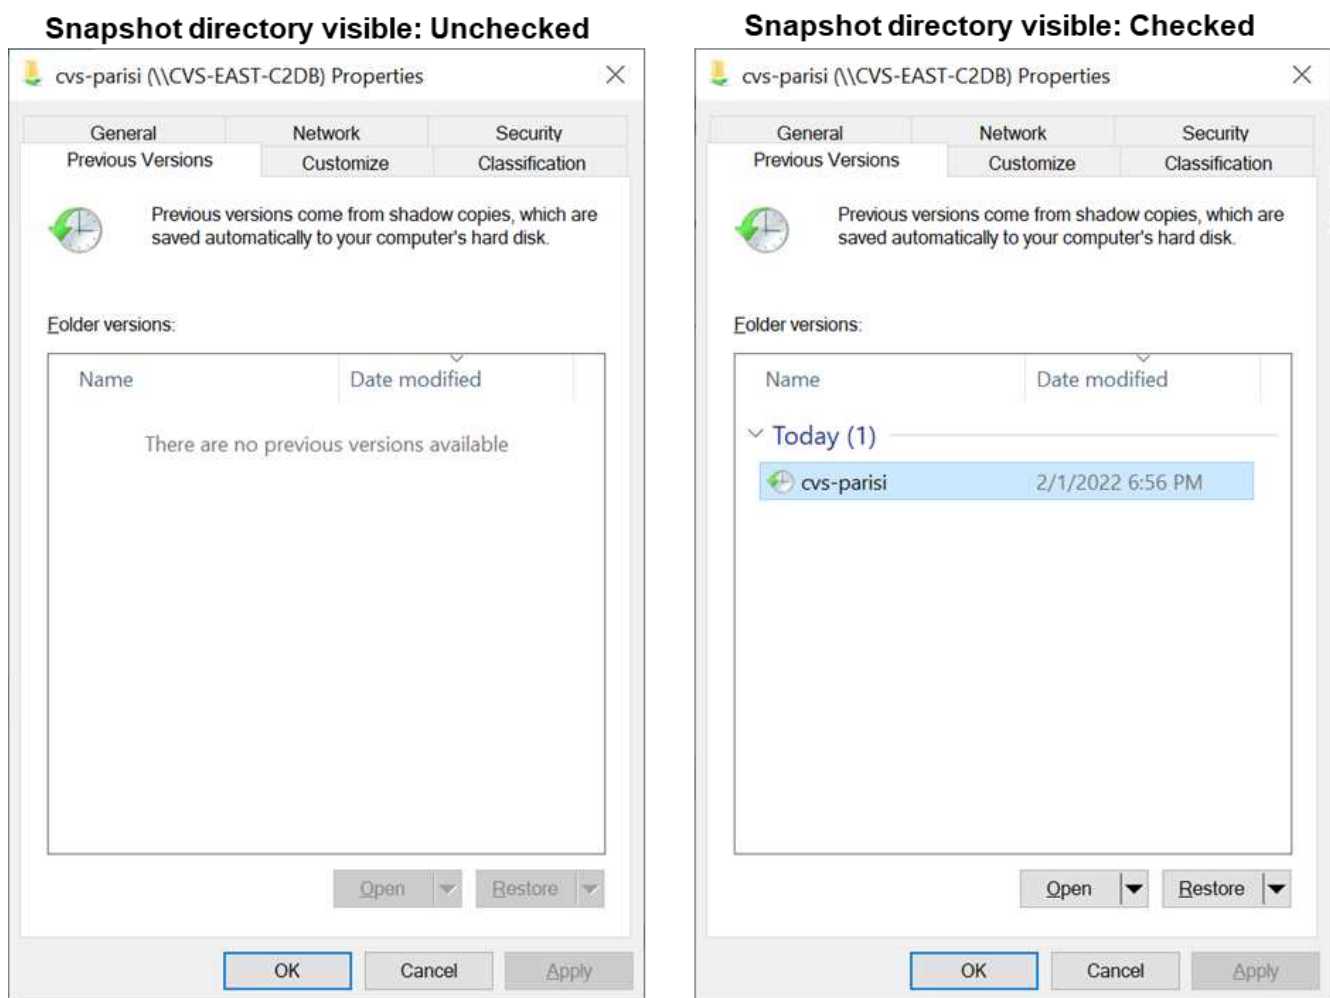 Snapshot directory visible: Unchecked
cvs-parisi (\\CVS-EAST-C2DB) Properties
General Network Security
Previous Versions Customize Classification
Previous versions come from shadow copies, which are
saved automatically to your computer's hard disk.
Folder versions:
Name Date modified
There are no previous versions available
Open Restore
OK Cancel Apply
Snapshot directory visible: Checked
cvs-parisi (\\CVS-EAST-C2DB) Properties
General Network Security
Previous Versions Customize Classification
Previous versions come from shadow copies, which are
saved automatically to your computer's hard disk.
Folder versions:
Name Date modified
Today (1)
cvs-parisi 2/1/2022 6:56 PM
Open Restore
OK Cancel Apply